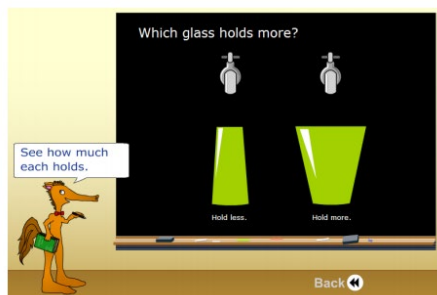 Which glass holds more?
See how much
each holds.
Hold less.
Hold more.
Back